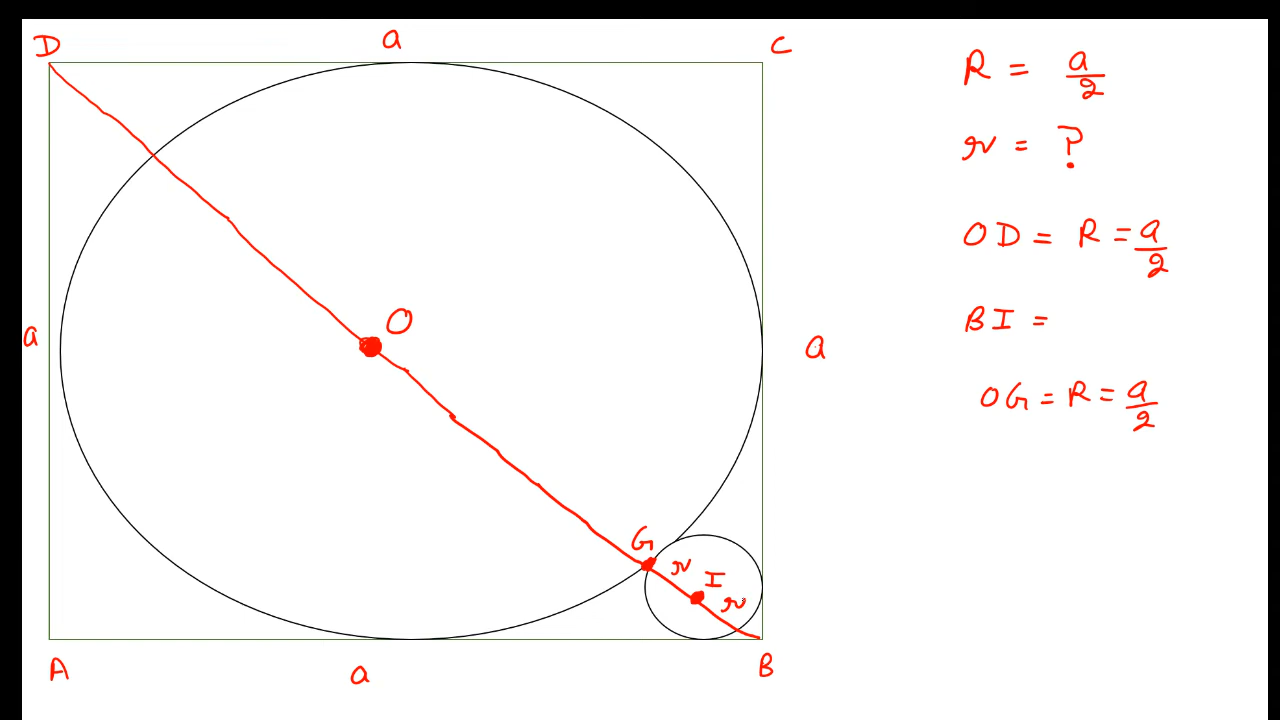 D a C
a O a
G r I r
A a B
R = a/2
r = ?
OD = R = a/2
BI =
OG = R = a/2